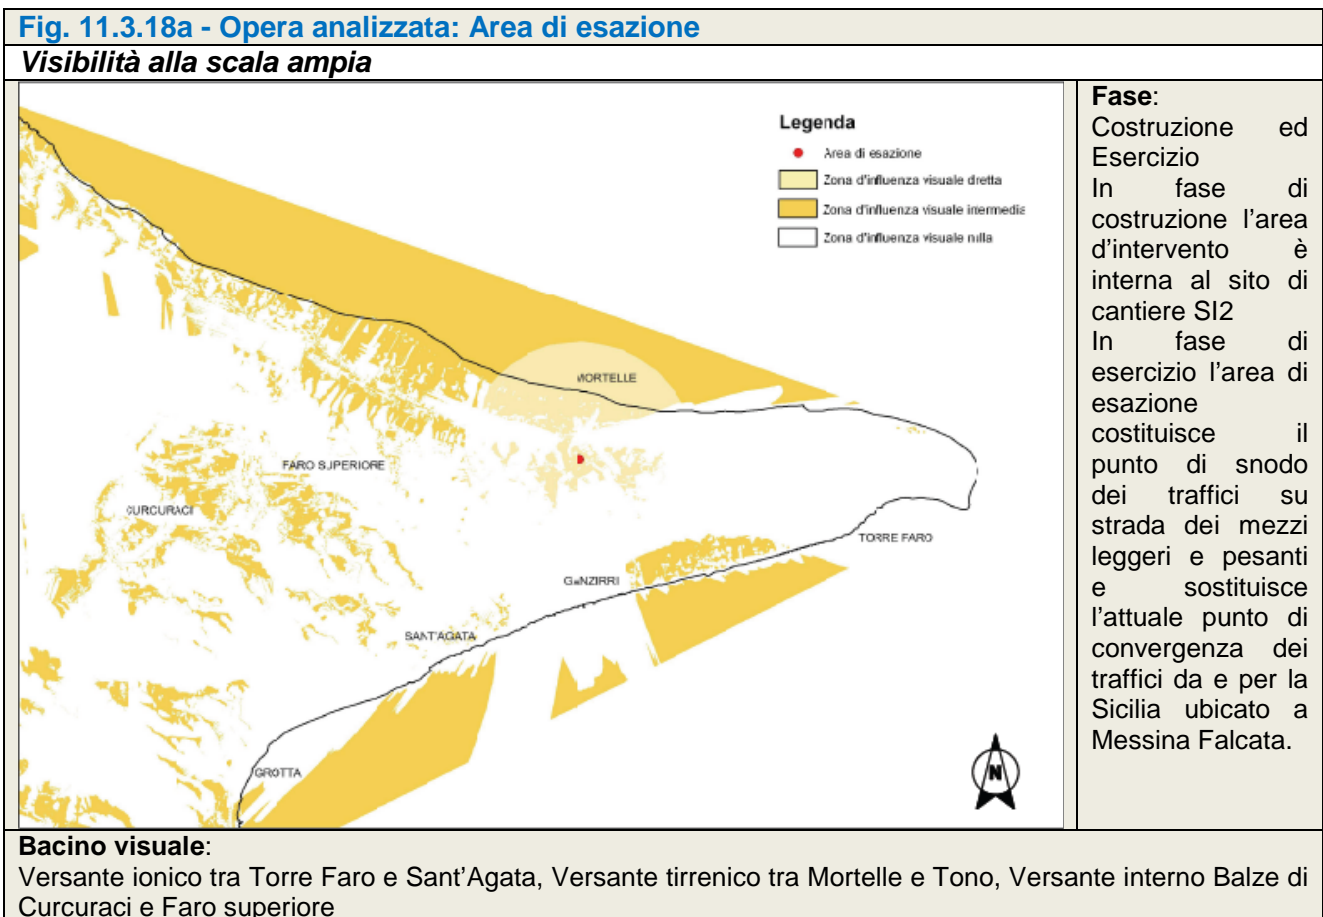 Fig. 11.3.18a - Opera analizzata: Area di esazione
Visibilità alla scala ampia
Legenda
Area di esazione
Zona d'influenza visuale dretta
Zona d'influenza visuale intermedia
Zona d'influenza visuale nulla
MORTELLE
FARO SUPERIORE
CURCURACI
TORRE FARO
GANZIRRI
SANT'AGATA
GROTTA
N
Fase:
Costruzione ed
Esercizio
In fase di
costruzione l'area
d'intervento è
interna al sito di
cantiere SI2
In fase di
esercizio l'area di
esazione
costituisce il
punto di snodo
dei traffici su
strada dei mezzi
leggeri e pesanti
e sostituisce
l'attuale punto di
convergenza dei
traffici da e per la
Sicilia ubicato a
Messina Falcata.
Bacino visuale:
Versante ionico tra Torre Faro e Sant'Agata, Versante tirrenico tra Mortelle e Tono, Versante interno Balze di
Curcuraci e Faro superiore